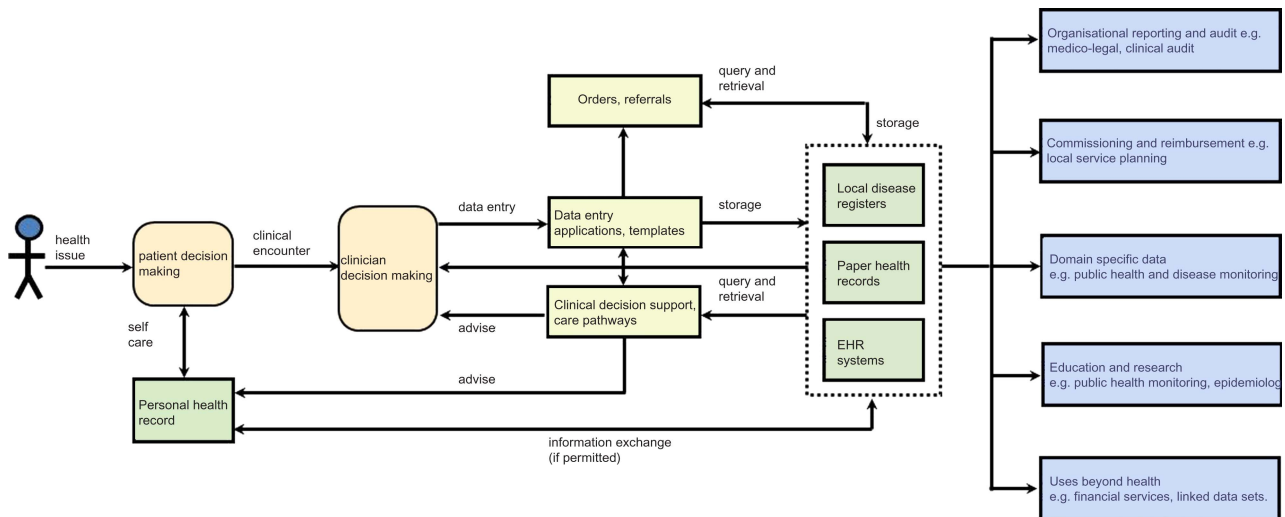 health
issue
patient decision
making
self
care
Personal health
record
clinical
encounter
clinician
decision making
data entry
advise
advise
information exchange
(if permitted)
Orders, referrals
Data entry
applications, templates
Clinical decision support,
care pathways
query and
retrieval
storage
storage
query and
retrieval
Local disease
registers
Paper health
records
EHR
systems
Organisational reporting and audit e.g.
medico-legal, clinical audit
Commissioning and reimbursement e.g.
local service planning
Domain specific data
e.g. public health and disease monitoring
Education and research
e.g. public health monitoring, epidemiolog
Uses beyond health
e.g. financial services, linked data sets.